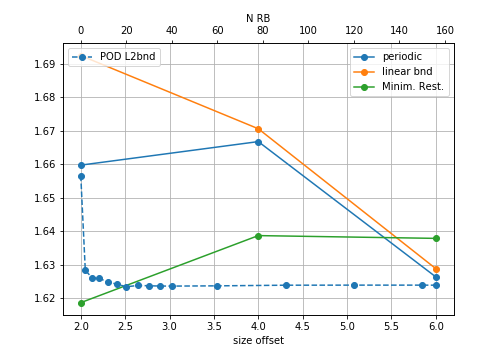 N RB
0 20 40 60 80 100 120 140 160
POD L2bnd
periodic
linear bnd
Minim. Rest.
1.69
1.68
1.67
1.66
1.65
1.64
1.63
1.62
2.0 2.5 3.0 3.5 4.0 4.5 5.0 5.5 6.0
size offset